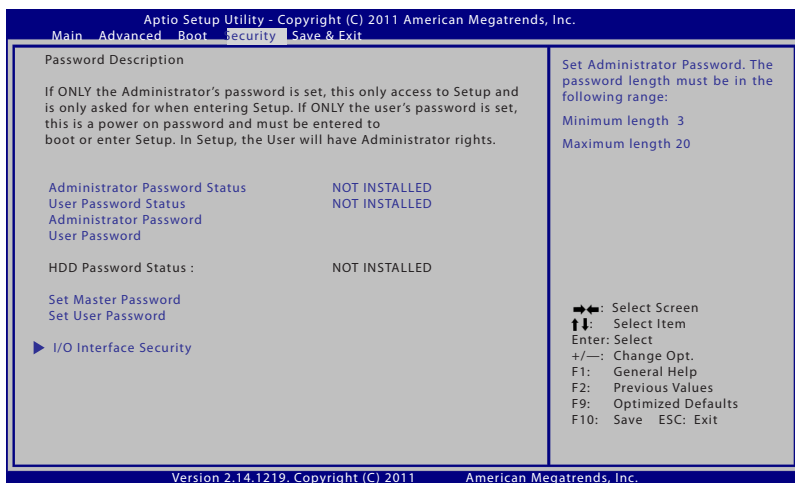 Aptio Setup Utility - Copyright (C) 2011 American Megatrends, Inc.
Main Advanced Boot Security Save & Exit
Password Description
If ONLY the Administrator's password is set, this only access to Setup and
is only asked for when entering Setup. If ONLY the user's password is set,
this is a power on password and must be entered to
boot or enter Setup. In Setup, the User will have Administrator rights.
Administrator Password Status NOT INSTALLED
User Password Status NOT INSTALLED
Administrator Password
User Password
HDD Password Status : NOT INSTALLED
Set Master Password
Set User Password
I/O Interface Security
Set Administrator Password. The
password length must be in the
following range:
Minimum length 3
Maximum length 20
→←: Select Screen
↑↓: Select Item
Enter: Select
+/—: Change Opt.
F1: General Help
F2: Previous Values
F9: Optimized Defaults
F10: Save ESC: Exit
Version 2.14.1219. Copyright (C) 2011 American Megatrends, Inc.